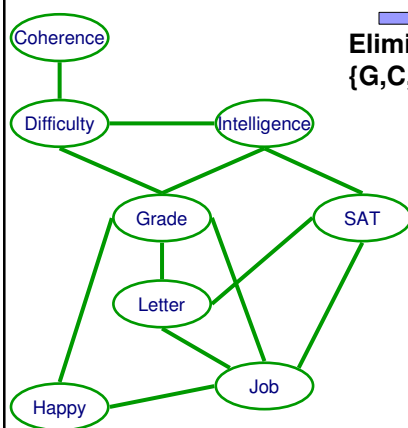 Coherence
Elimi
{G,C,
Difficulty
Intelligence
Grade
SAT
Letter
Job
Happy